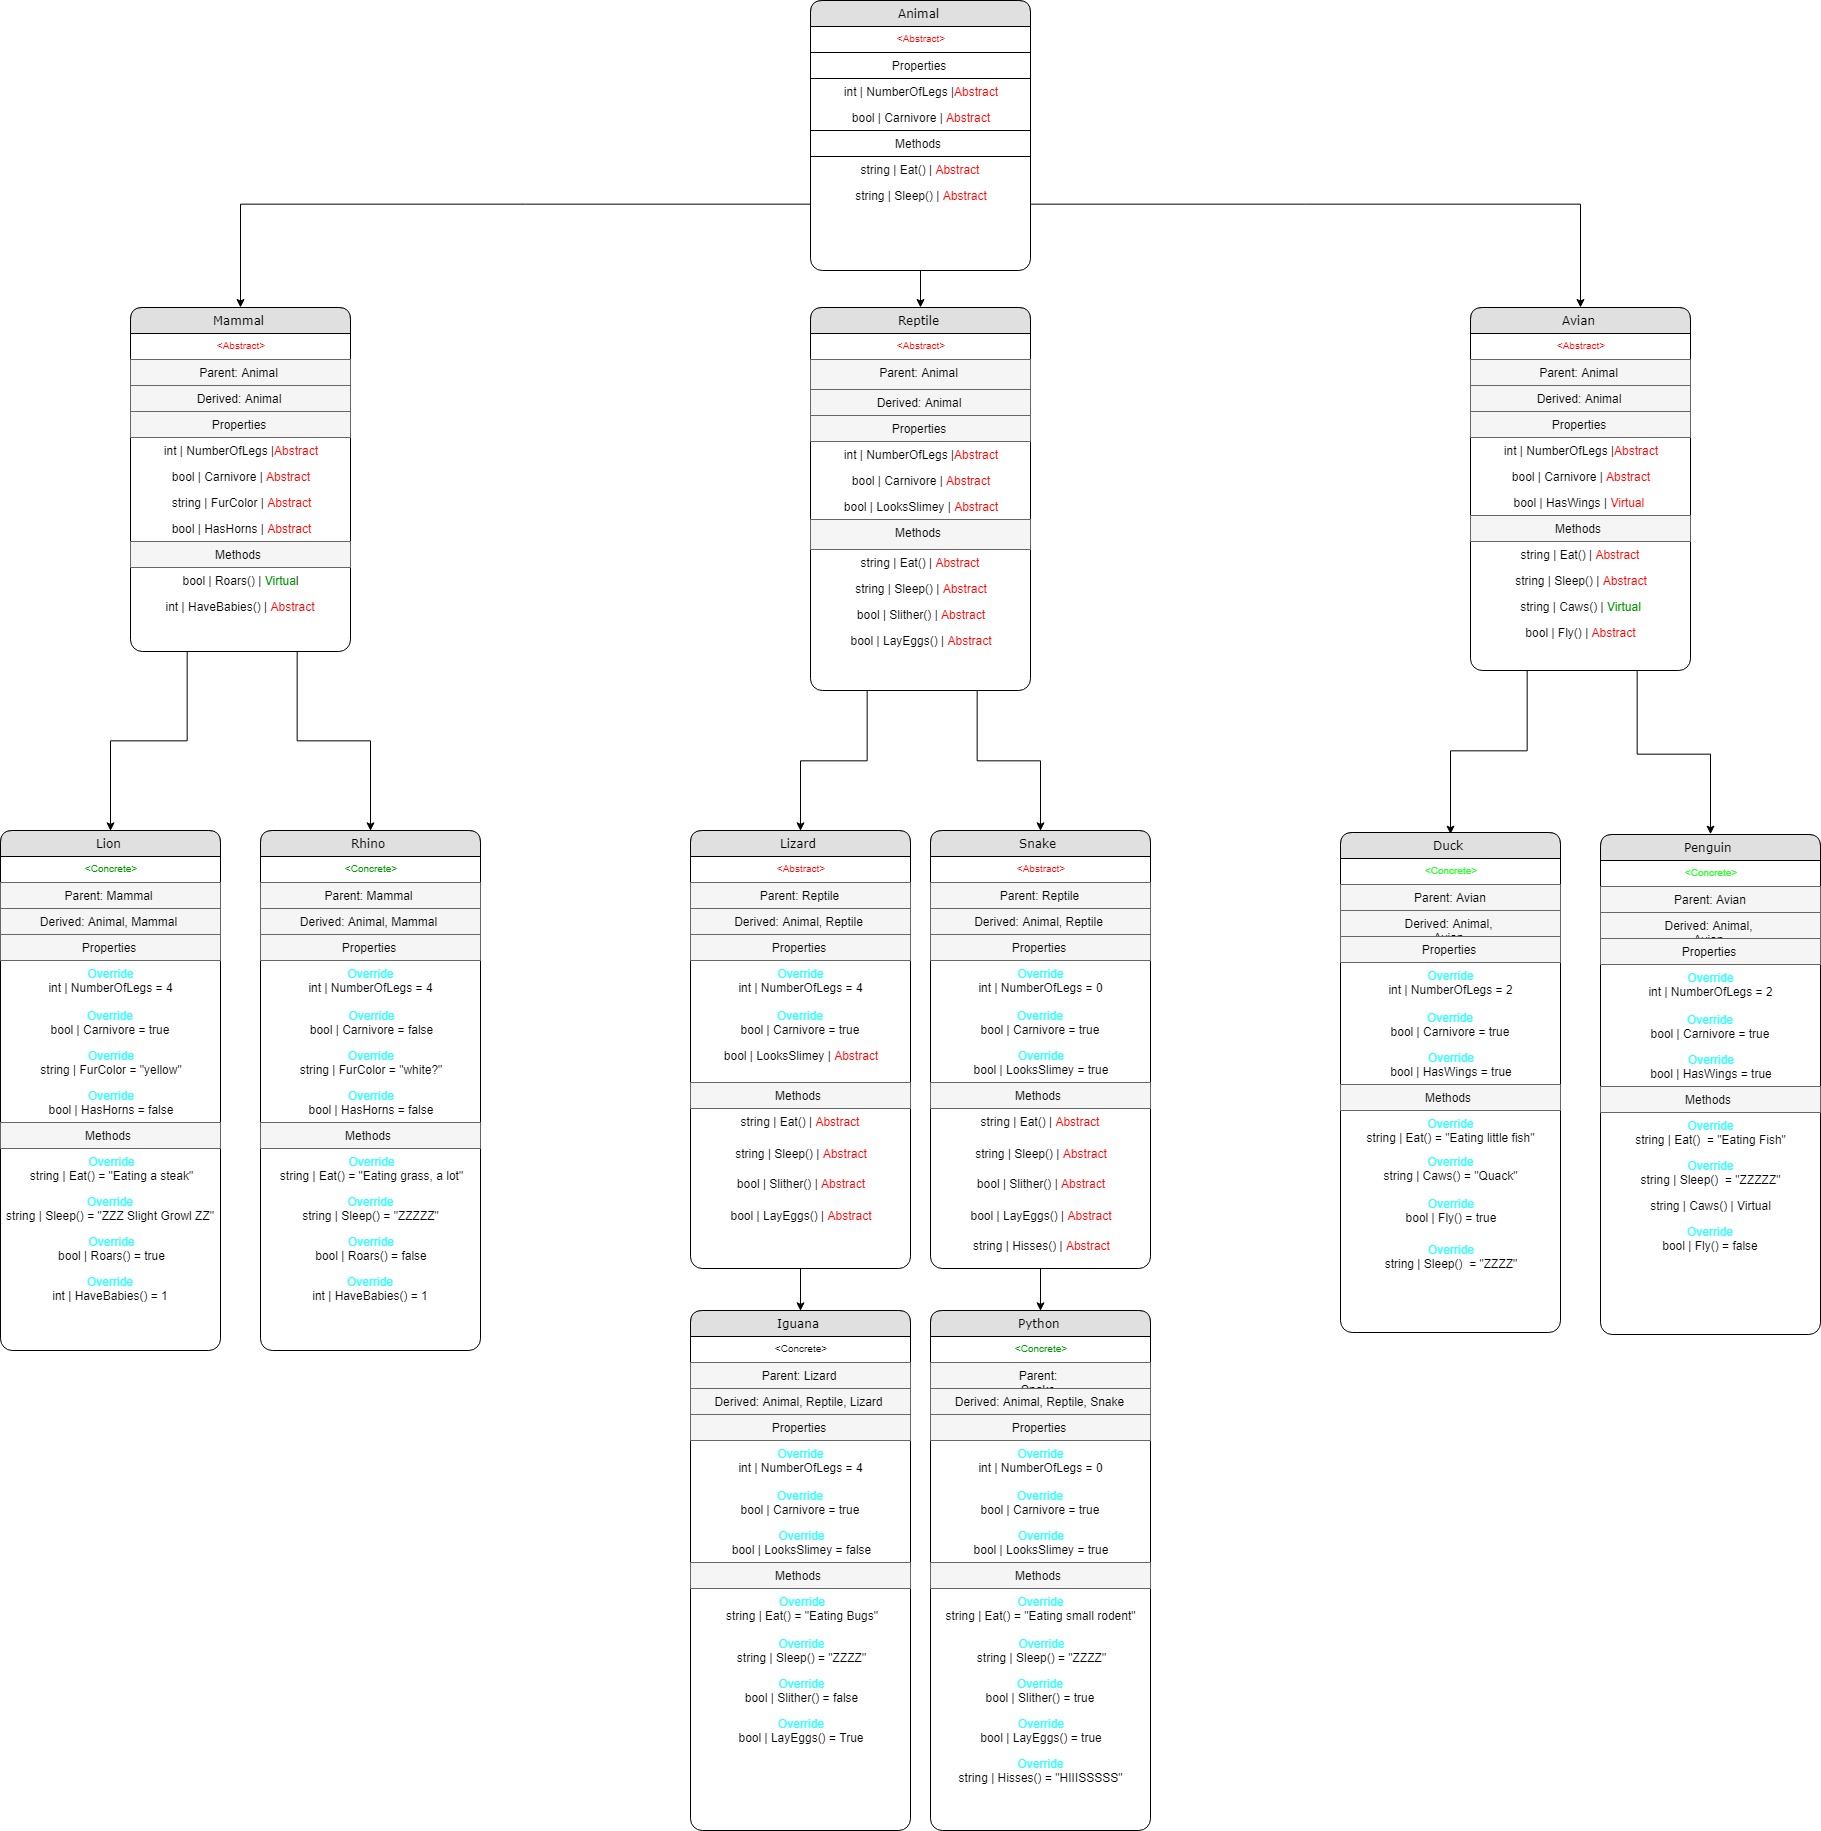 Animal
<Abstract>
Properties
int | NumberOfLegs |Abstract
bool | Carnivore | Abstract
Methods
string | Eat() | Abstract
string | Sleep() | Abstract
Mammal
<Abstract>
Parent: Animal
Derived: Animal
Properties
int | NumberOfLegs |Abstract
bool | Carnivore | Abstract
string | FurColor | Abstract
bool | HasHorns | Abstract
Methods
bool | Roars() | Virtual
int | HaveBabies() | Abstract
Reptile
<Abstract>
Parent: Animal
Derived: Animal
Properties
int | NumberOfLegs |Abstract
bool | Carnivore | Abstract
bool | LooksSlimey | Abstract
Methods
string | Eat() | Abstract
string | Sleep() | Abstract
bool | Slither() | Abstract
bool | LayEggs() | Abstract
Avian
<Abstract>
Parent: Animal
Derived: Animal
Properties
int | NumberOfLegs |Abstract
bool | Carnivore | Abstract
bool | HasWings | Virtual
Methods
string | Eat() | Abstract
string | Sleep() | Abstract
string | Caws() | Virtual
bool | Fly() | Abstract
Lion
<Concrete>
Parent: Mammal
Derived: Animal, Mammal
Properties
Override
int | NumberOfLegs = 4
Override
bool | Carnivore = true
Override
string | FurColor = "yellow"
Override
bool | HasHorns = false
Methods
Override
string | Eat() = "Eating a steak"
Override
string | Sleep() = "ZZZ Slight Growl ZZ"
Override
bool | Roars() = true
Override
int | HaveBabies() = 1
Rhino
<Concrete>
Parent: Mammal
Derived: Animal, Mammal
Properties
Override
int | NumberOfLegs = 4
Override
bool | Carnivore = false
Override
string | FurColor = "white?"
Override
bool | HasHorns = false
Methods
Override
string | Eat() = "Eating grass, a lot"
Override
string | Sleep() = "ZZZZZ"
Override
bool | Roars() = false
Override
int | HaveBabies() = 1
Lizard
<Abstract>
Parent: Reptile
Derived: Animal, Reptile
Properties
Override
int | NumberOfLegs = 4
Override
bool | Carnivore = true
bool | LooksSlimey | Abstract
Methods
string | Eat() | Abstract
string | Sleep() | Abstract
bool | Slither() | Abstract
bool | LayEggs() | Abstract
Snake
<Abstract>
Parent: Reptile
Derived: Animal, Reptile
Properties
Override
int | NumberOfLegs = 0
Override
bool | Carnivore = true
Override
bool | LooksSlimey = true
Methods
string | Eat() | Abstract
string | Sleep() | Abstract
bool | Slither() | Abstract
bool | LayEggs() | Abstract
string | Hisses() | Abstract
Duck
<Concrete>
Parent: Avian
Derived: Animal,
Properties
Override
int | NumberOfLegs = 2
Override
bool | Carnivore = true
Override
bool | HasWings = true
Methods
Override
string | Eat() = "Eating little fish"
Override
string | Caws() = "Quack"
Override
bool | Fly() = true
Override
string | Sleep()  = "ZZZZ"
Penguin
<Concrete>
Parent: Avian
Derived: Animal,
Properties
Override
int | NumberOfLegs = 2
Override
bool | Carnivore = true
Override
bool | HasWings = true
Methods
Override
string | Eat()  = "Eating Fish"
Override
string | Sleep()  = "ZZZZZ"
string | Caws() | Virtual
Override
bool | Fly() = false
Iguana
<Concrete>
Parent: Lizard
Derived: Animal, Reptile, Lizard
Properties
Override
int | NumberOfLegs = 4
Override
bool | Carnivore = true
Override
bool | LooksSlimey = false
Methods
Override
string | Eat() = "Eating Bugs"
Override
string | Sleep() = "ZZZZ"
Override
bool | Slither() = false
Override
bool | LayEggs() = True
Python
<Concrete>
Parent:
Derived: Animal, Reptile, Snake
Properties
Override
int | NumberOfLegs = 0
Override
bool | Carnivore = true
Override
bool | LooksSlimey = true
Methods
Override
string | Eat() = "Eating small rodent"
Override
string | Sleep() = "ZZZZ"
Override
bool | Slither() = true
Override
bool | LayEggs() = true
Override
string | Hisses() = "HIIISSSSS"